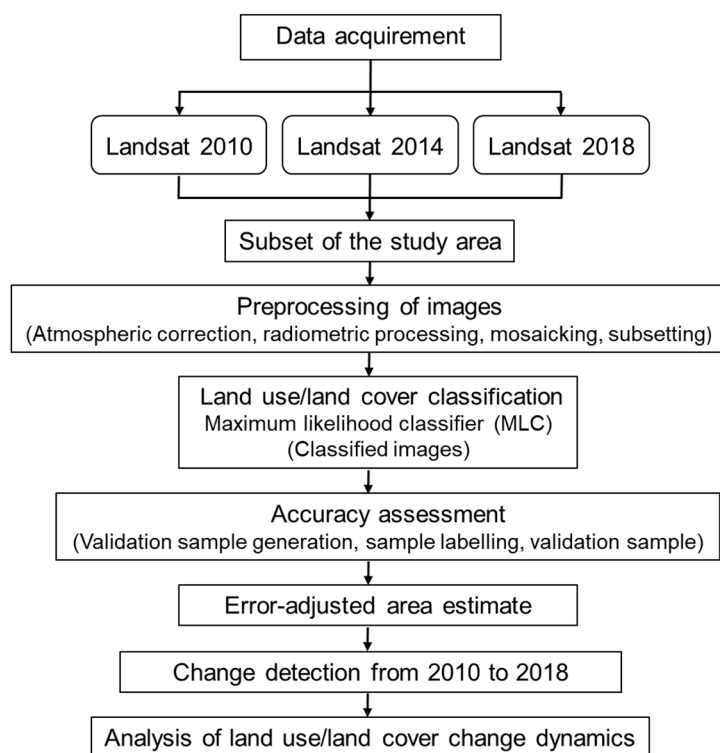 Data acquirement
Landsat 2010
Landsat 2014
Landsat 2018
Subset of the study area
Preprocessing of images
(Atmospheric correction, radiometric processing, mosaicking, subsetting)
Land use/land cover classification
Maximum likelihood classifier (MLC)
(Classified images)
Accuracy assessment
(Validation sample generation, sample labelling, validation sample)
Error-adjusted area estimate
Change detection from 2010 to 2018
Analysis of land use/land cover change dynamics